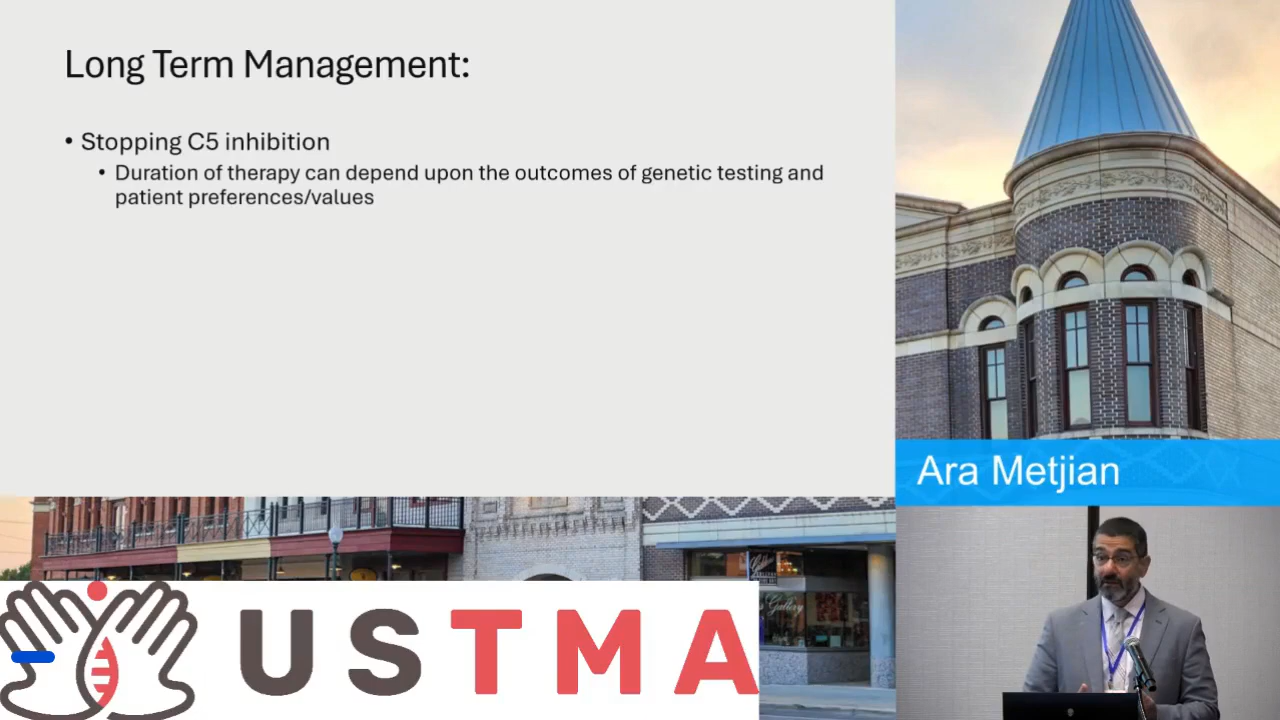 Long Term Management:
• Stopping C5 inhibition
• Duration of therapy can depend upon the outcomes of genetic testing and
patient preferences/values
Ara Metjian
Gallery
USTMA